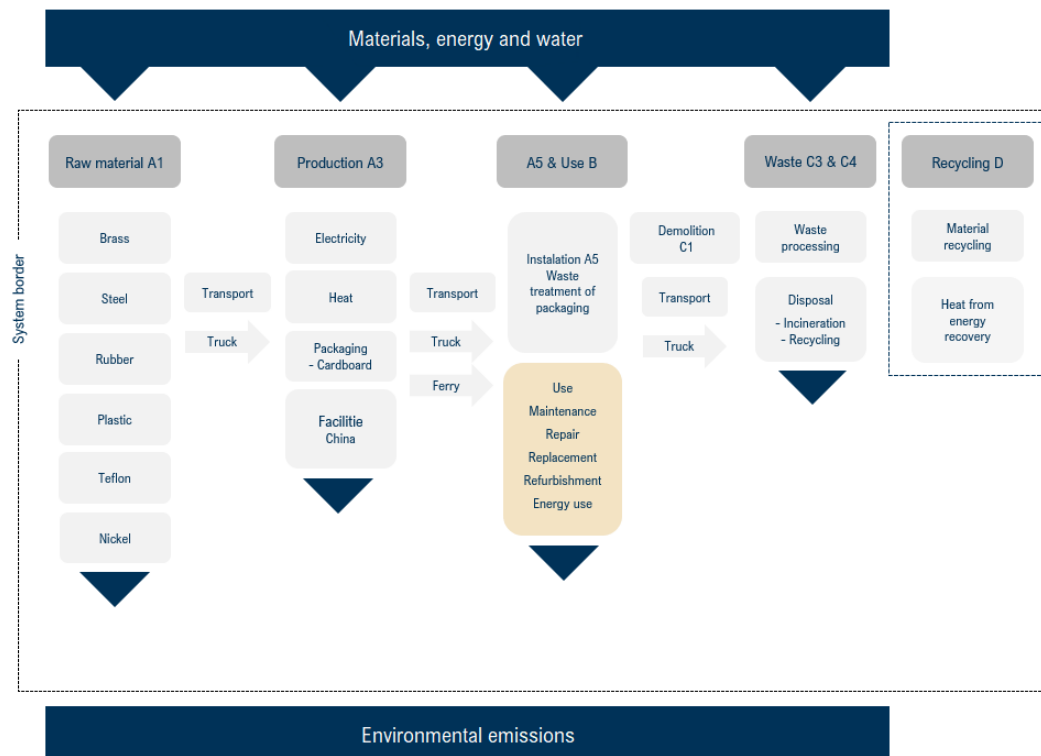 Materials, energy and water
System border
Raw material A1
Brass
Steel
Rubber
Plastic
Teflon
Nickel
Transport
Truck
Production A3
Electricity
Heat
Packaging
- Cardboard
Facilitie
China
Transport
Truck
Ferry
A5 & Use B
Instalation A5
Waste
treatment of
packaging
Use
Maintenance
Repair
Replacement
Refurbishment
Energy use
Demolition
C1
Transport
Truck
Waste C3 & C4
Waste
processing
Disposal
- Incineration
- Recycling
Recycling D
Material
recycling
Heat from
energy
recovery
Environmental emissions